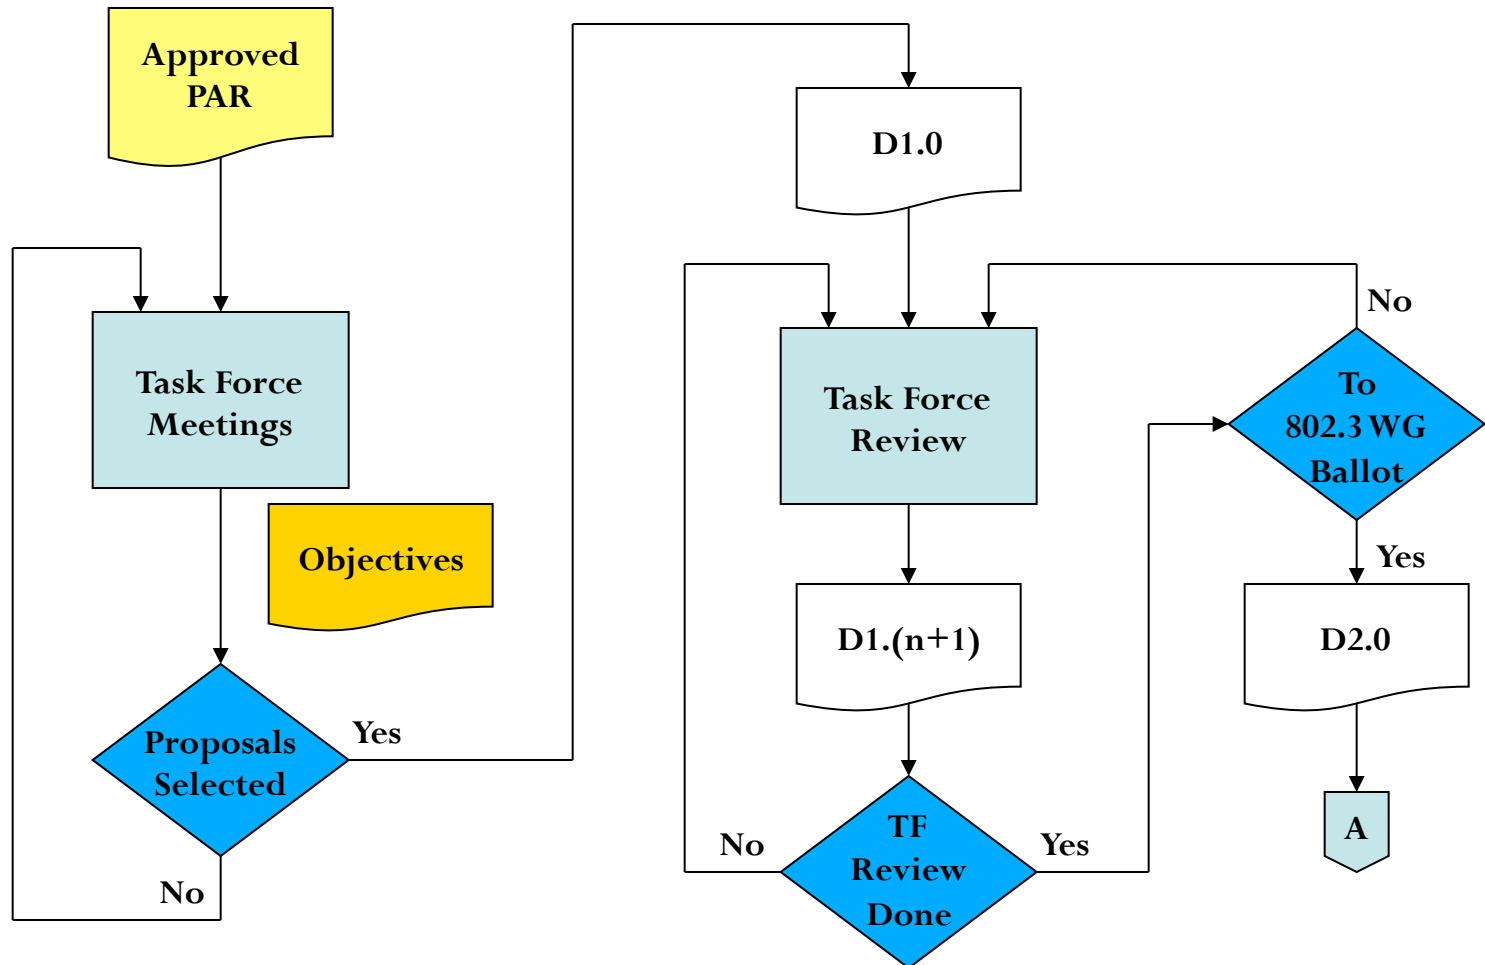 Approved
PAR
Task Force
Meetings
Objectives
Proposals
Selected
Yes
No
D1.0
Task Force
Review
D1.(n+1)
TF
Review
Done
No
Yes
To
802.3 WG
Ballot
No
Yes
D2.0
A